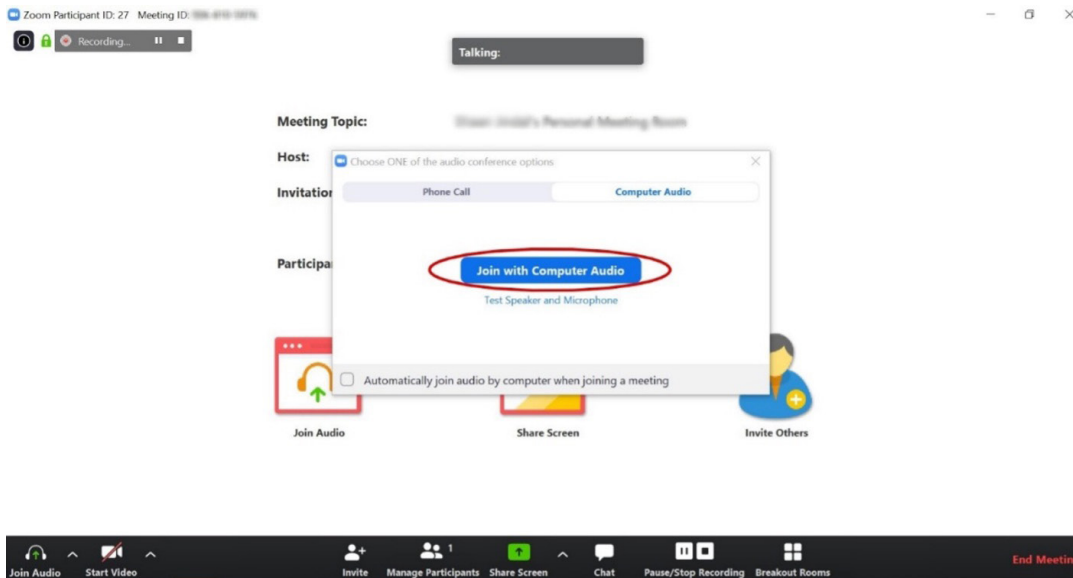 Zoom Participant ID: 27 Meeting ID:
Recording...
Talking:
Meeting Topic:
Host:
Choose ONE of the audio conference options
Invitation
Phone Call Computer Audio
Participa
Join with Computer Audio
Test Speaker and Microphone
Automatically join audio by computer when joining a meeting
Join Audio Share Screen Invite Others
1
Join Audio Start Video Invite Manage Participants Share Screen Chat Pause/Stop Recording Breakout Rooms End Meetin